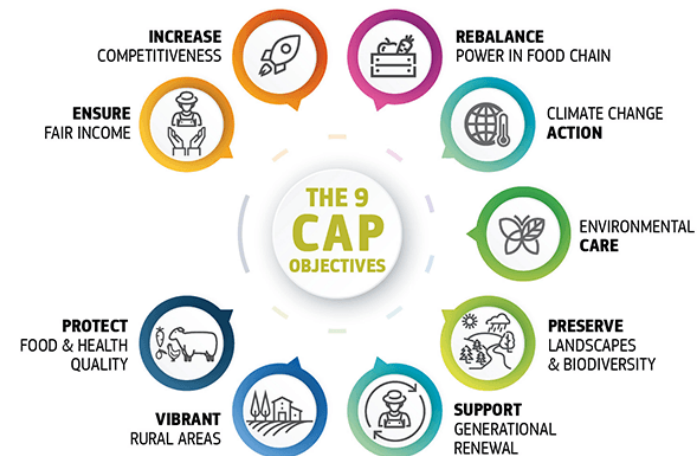 THE 9
CAP
OBJECTIVES
INCREASE
COMPETITIVENESS
REBALANCE
POWER IN FOOD CHAIN
ENSURE
FAIR INCOME
CLIMATE CHANGE
ACTION
ENVIRONMENTAL
CARE
PROTECT
FOOD & HEALTH
QUALITY
PRESERVE
LANDSCAPES
& BIODIVERSITY
VIBRANT
RURAL AREAS
SUPPORT
GENERATIONAL
RENEWAL